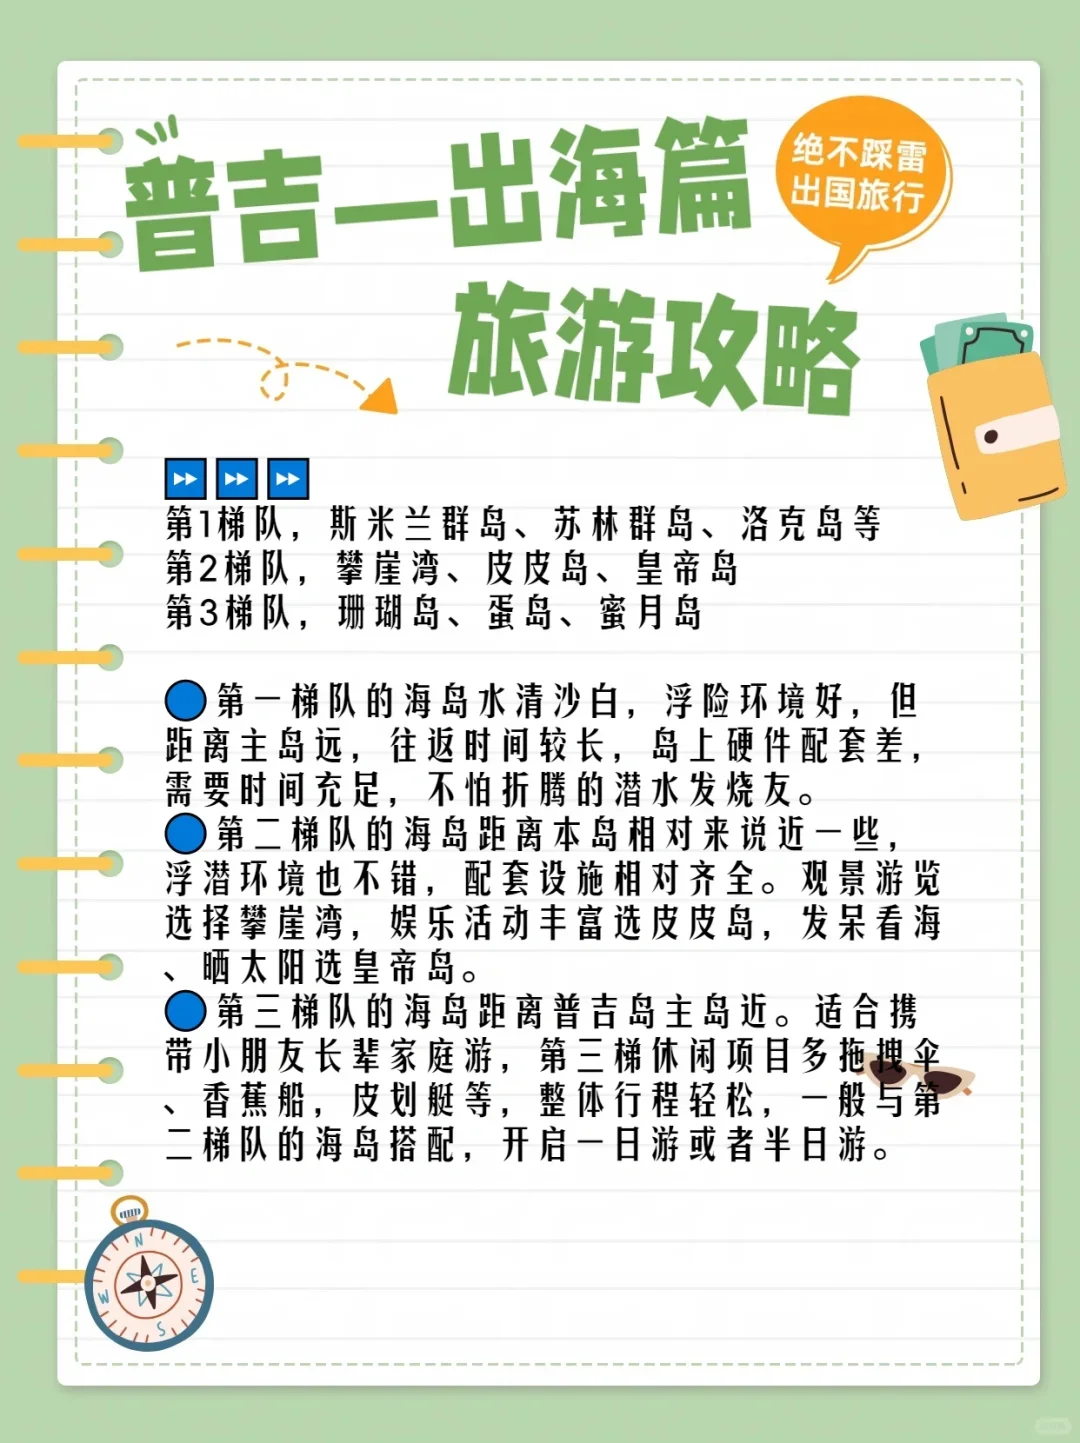 普吉—出海篇
绝不踩雷
出国旅行
旅游攻略
第1梯队，斯米兰群岛、苏林群岛、洛克岛等
第2梯队，攀崖湾、皮皮岛、皇帝岛
第3梯队，珊瑚岛、蛋岛、蜜月岛
第一梯队的海岛水清沙白，浮险环境好，但
距离主岛远，往返时间较长，岛上硬件配套差，
需要时间充足，不怕折腾的潜水发烧友。
第二梯队的海岛距离本岛相对来说近一些，
浮潜环境也不错，配套设施相对齐全。观景游览
选择攀崖湾，娱乐活动丰富选皮皮岛，发呆看海
、晒太阳选皇帝岛。
第三梯队的海岛距离普吉岛主岛近。适合携
带小朋友长辈家庭游，第三梯休闲项目多拖拽伞
、香蕉船，皮划艇等，整体行程轻松，一般与第
二梯队的海岛搭配，开启一日游或者半日游。
N
E
W
S